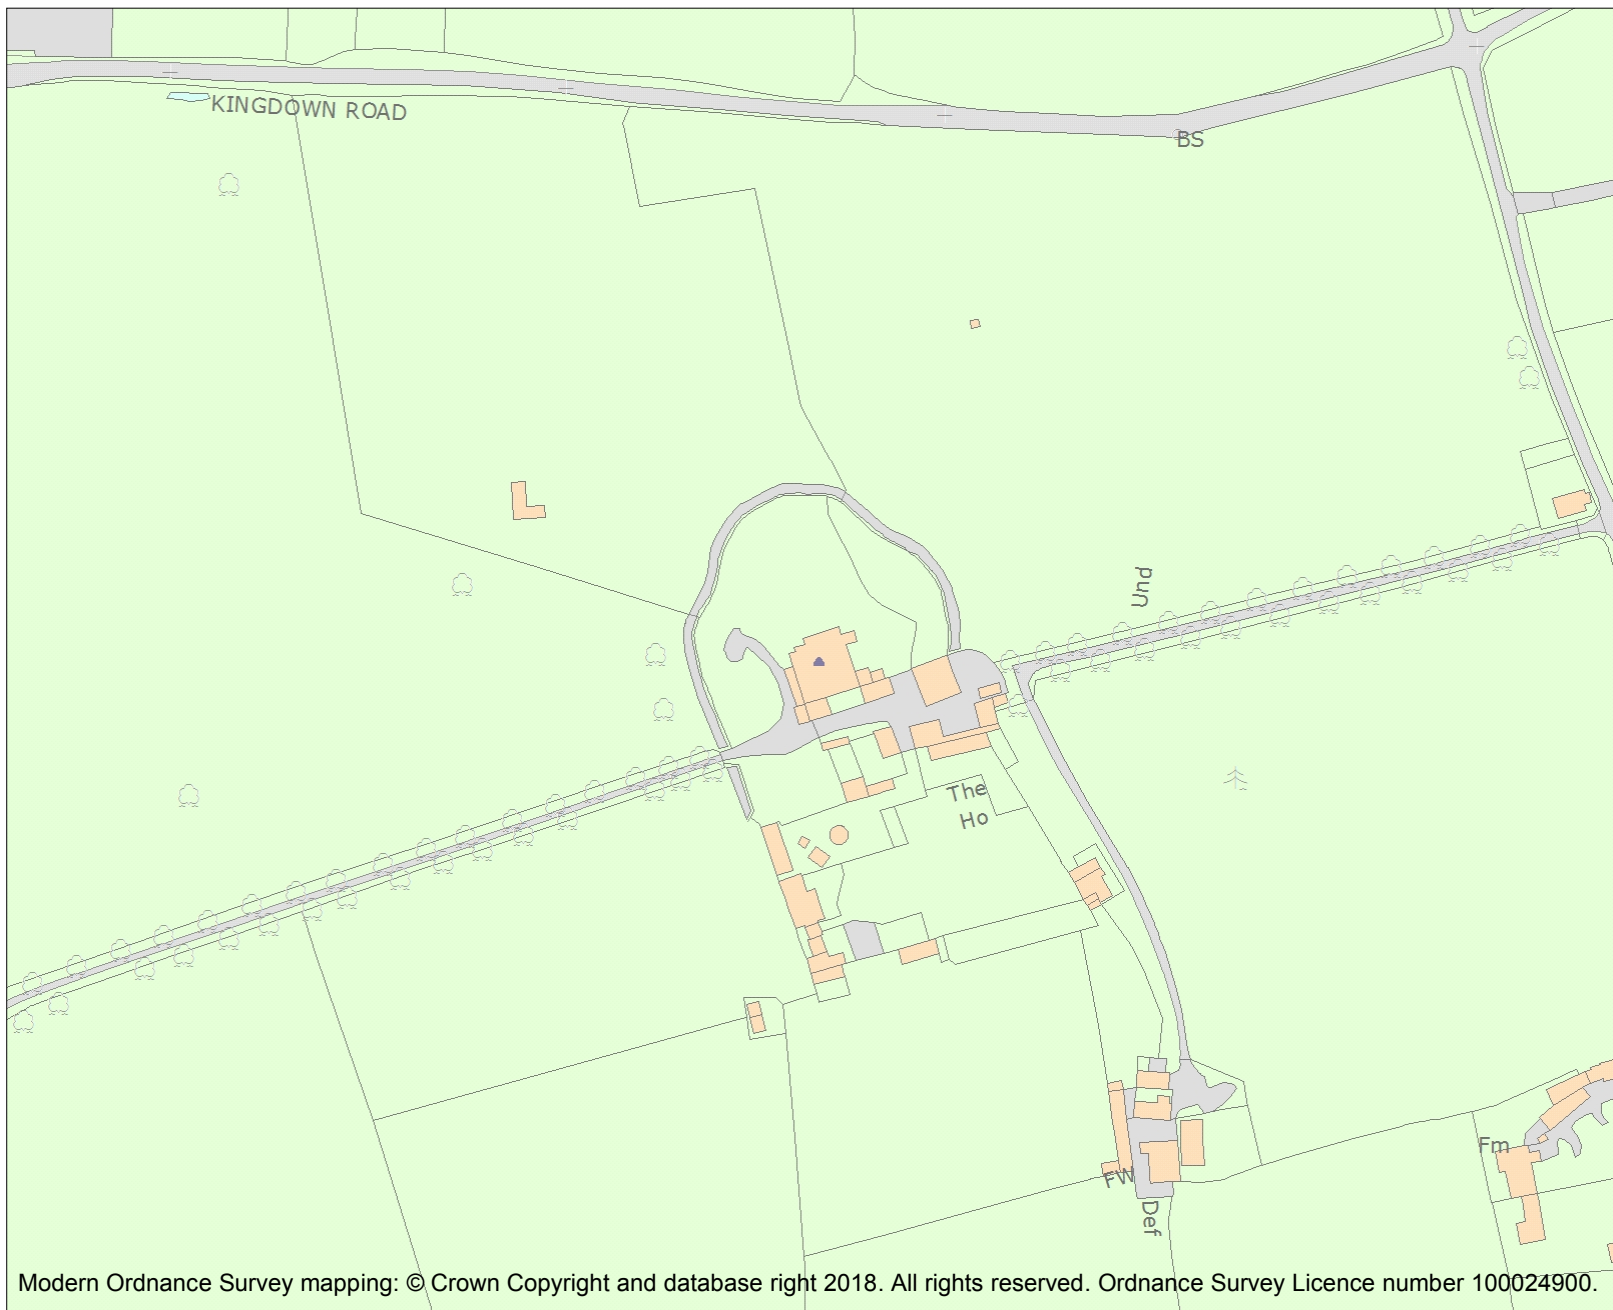 KINGDOWN ROAD
BS
Und
The
Ho
Fm
FW
Def
Modern Ordnance Survey mapping: © Crown Copyright and database right 2018. All rights reserved. Ordnance Survey Licence number 100024900.